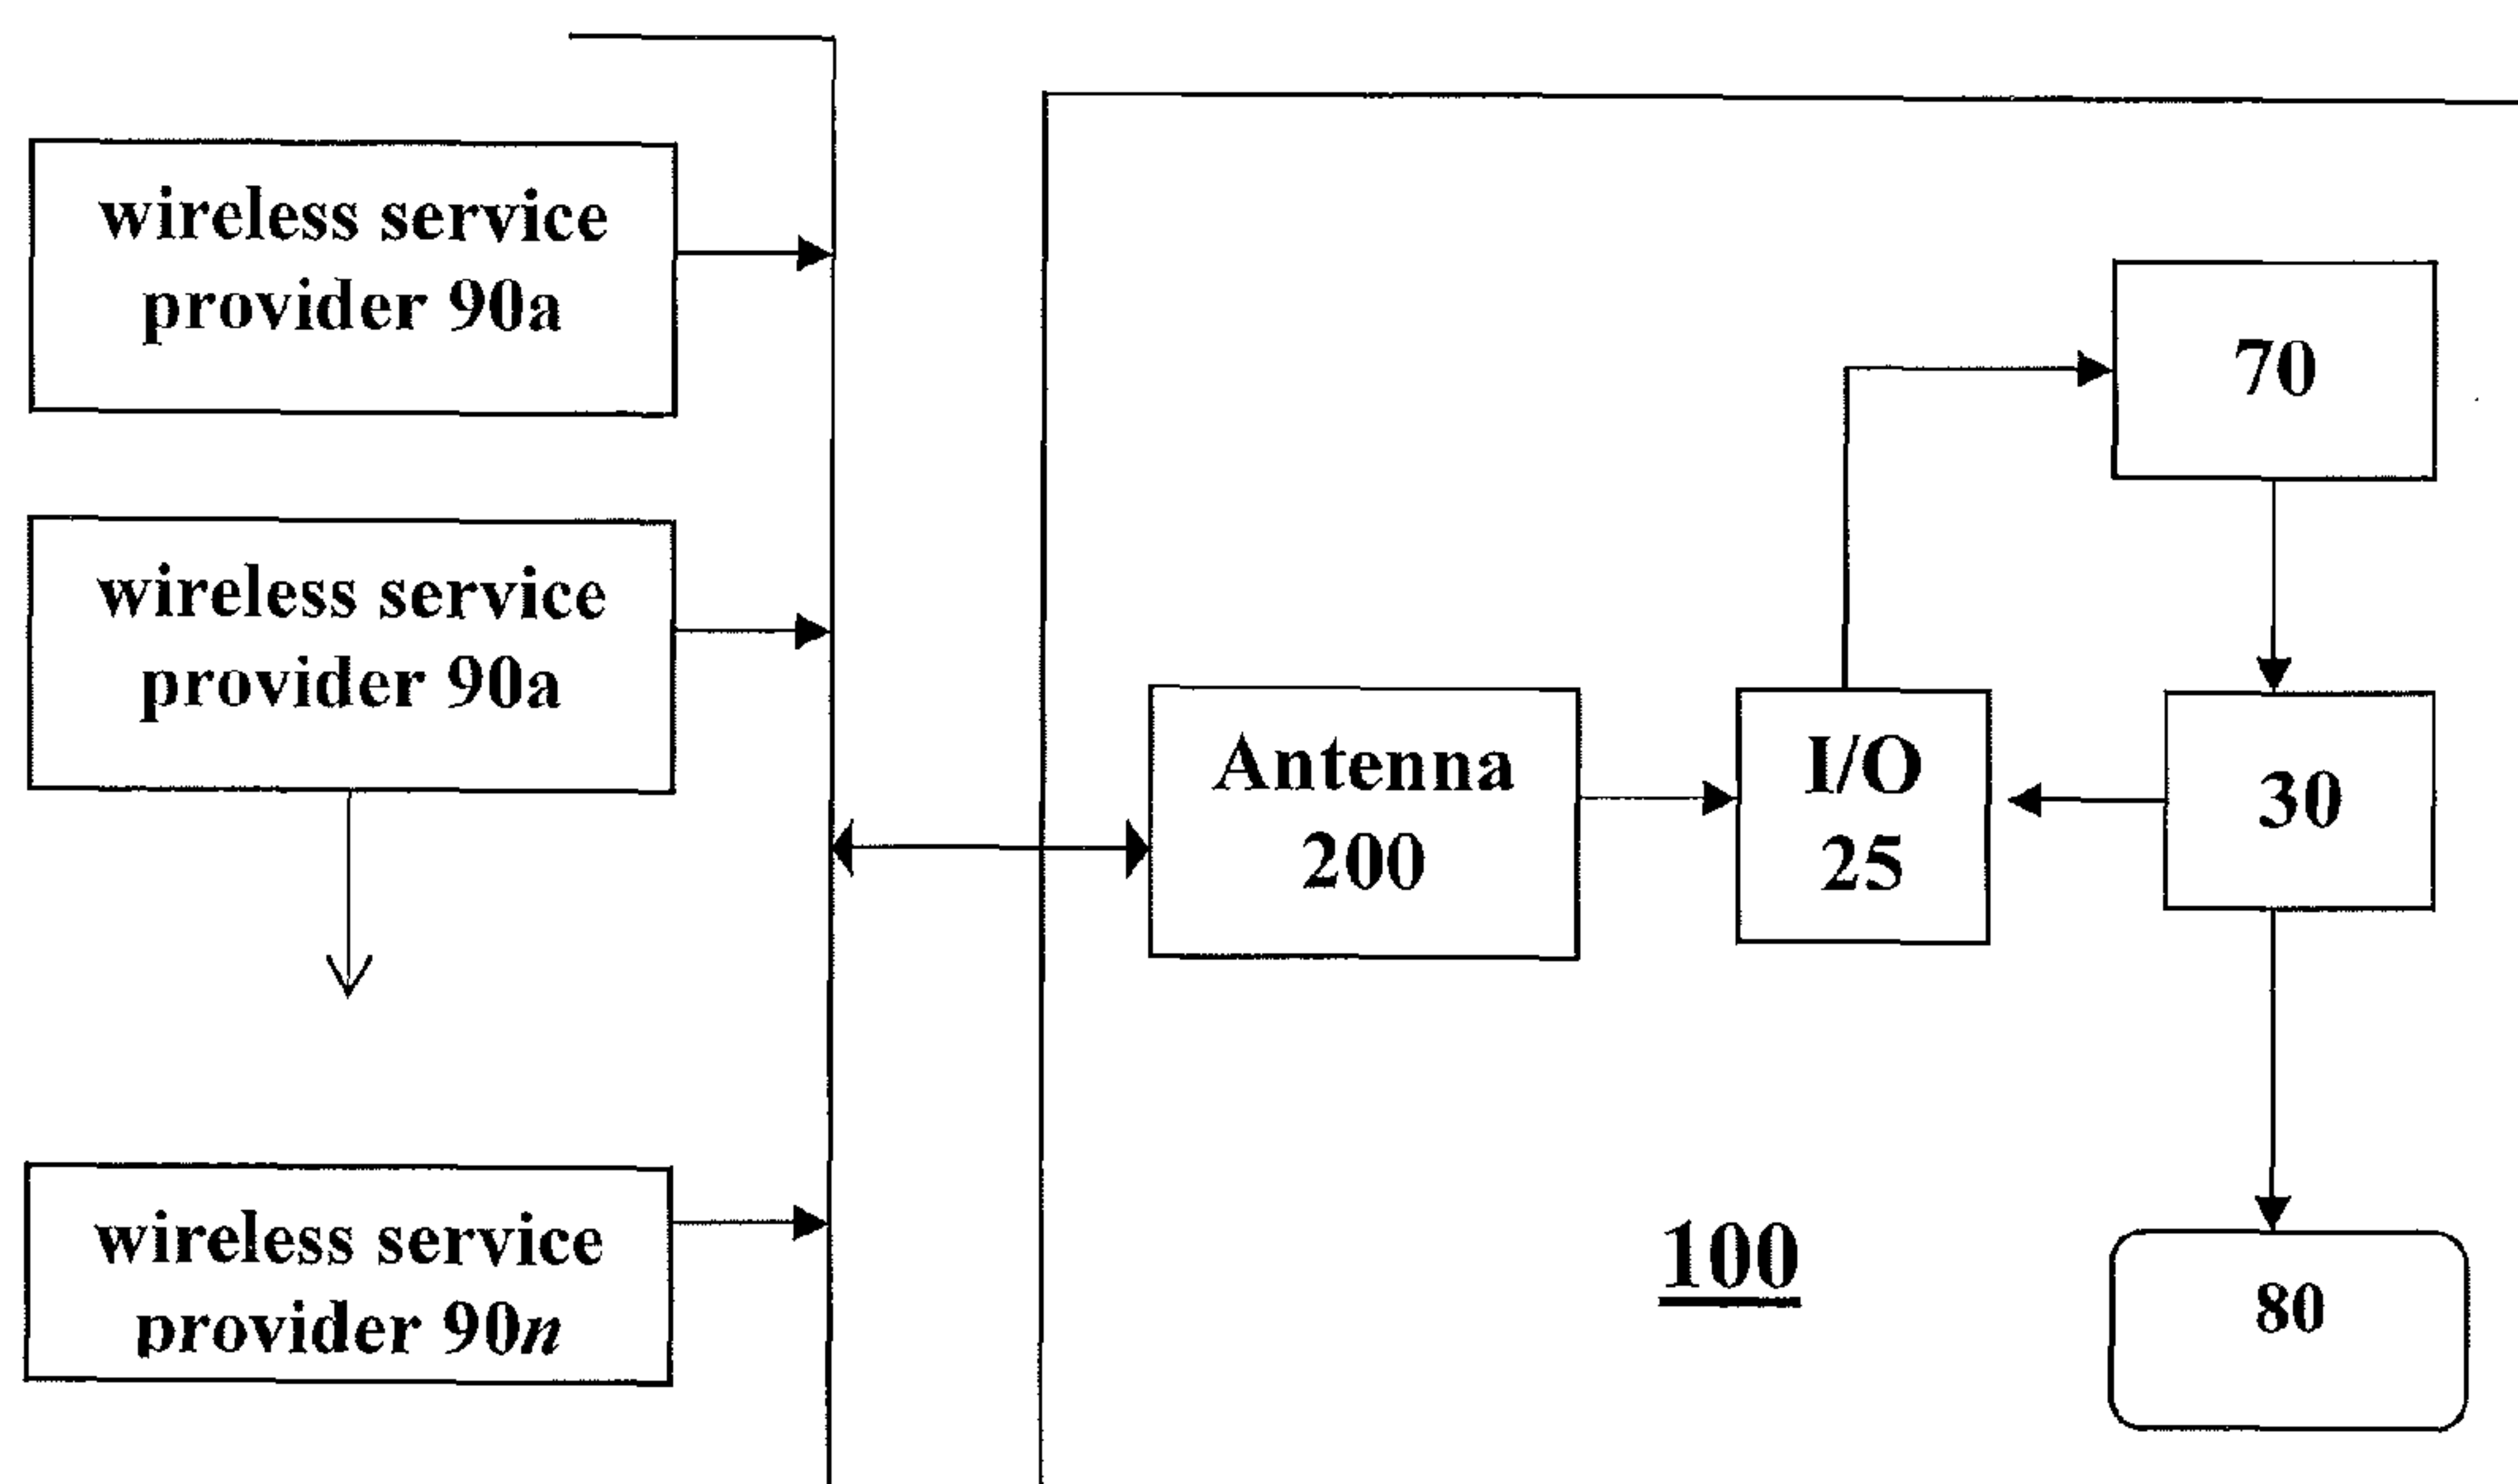 wireless service
provider 90a
wireless service
provider 90a
wireless service
provider 90n
Antenna
200
I/O
25
70
30
100
80